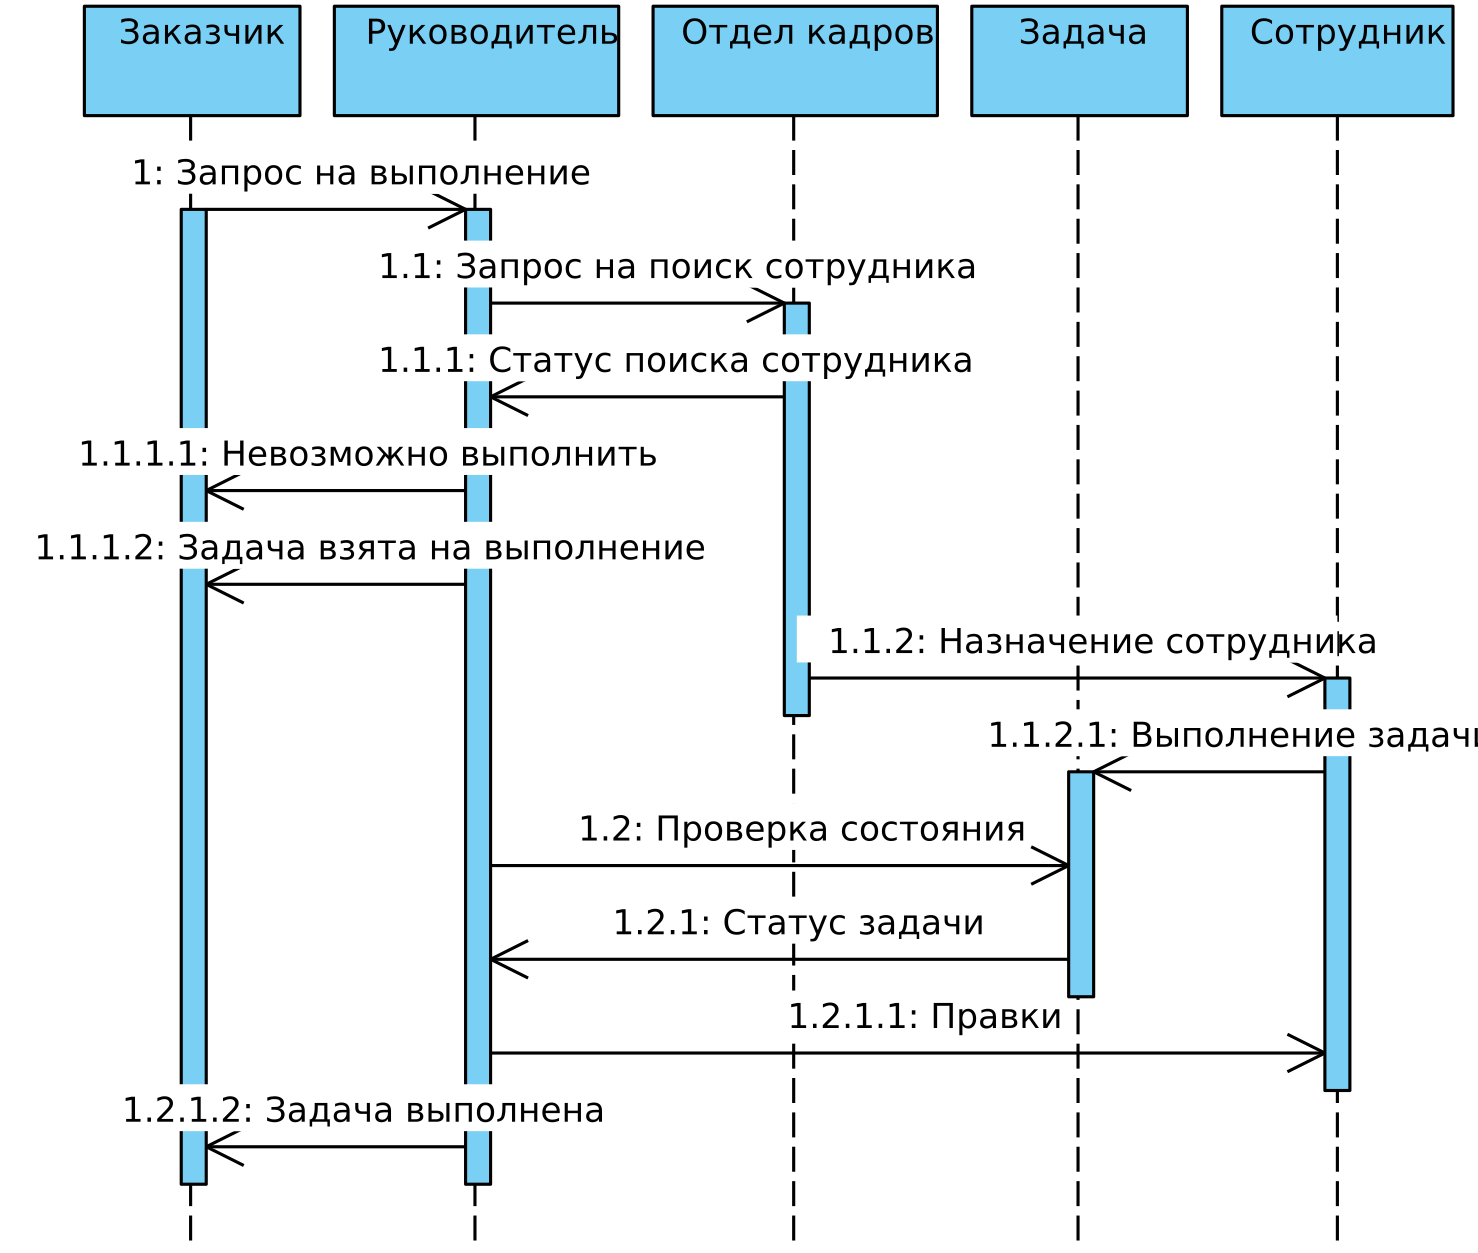 Заказчик
Руководитель
Отдел кадров
Задача
Сотрудник
1: Запрос на выполнение
1.1: Запрос на поиск сотрудника
1.1.1: Статус поиска сотрудника
1.1.1.1: Невозможно выполнить
1.1.1.2: Задача взята на выполнение
1.1.2: Назначение сотрудника
1.1.2.1: Выполнение задачи
1.2: Проверка состояния
1.2.1: Статус задачи
1.2.1.1: Правки
1.2.1.2: Задача выполнена